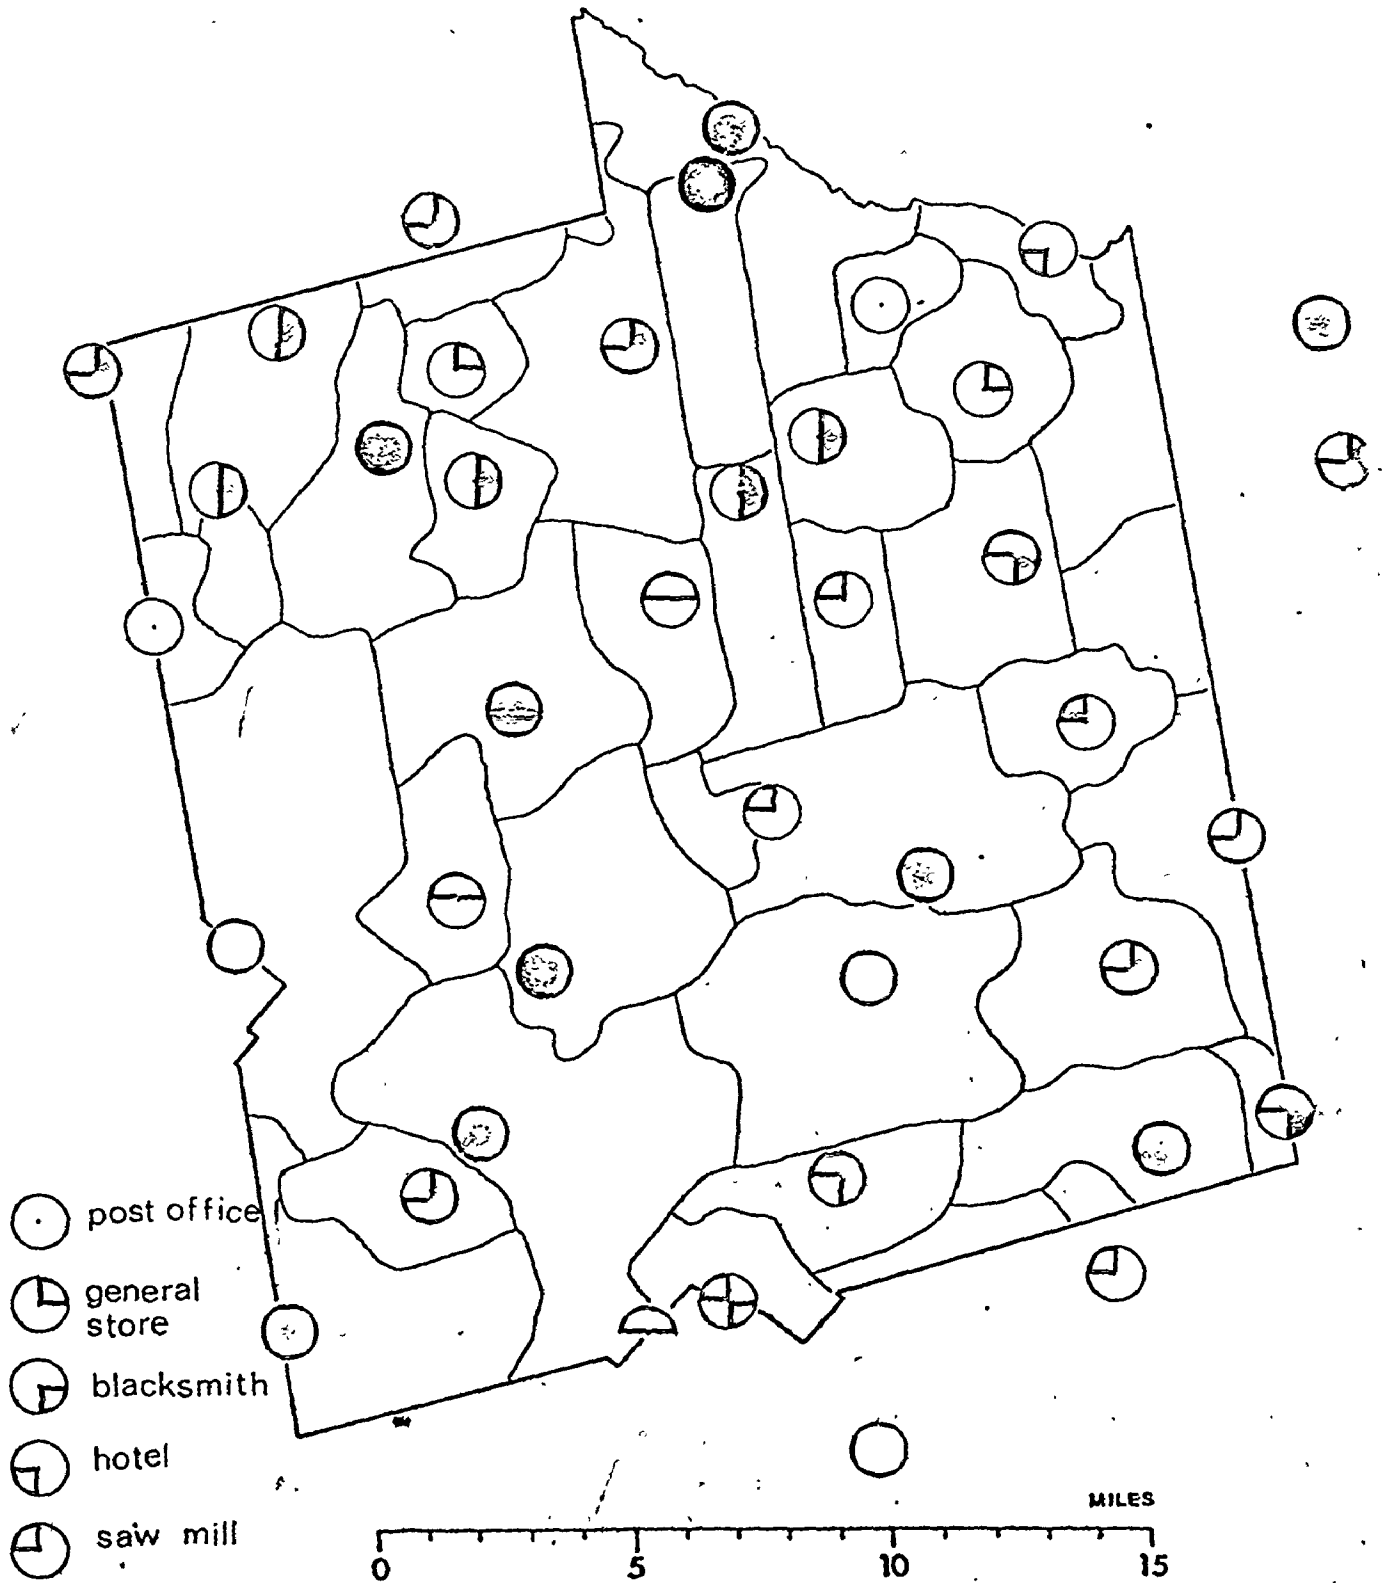 post office
general
store
blacksmith
hotel
saw mill
MILES
0 5 10 15